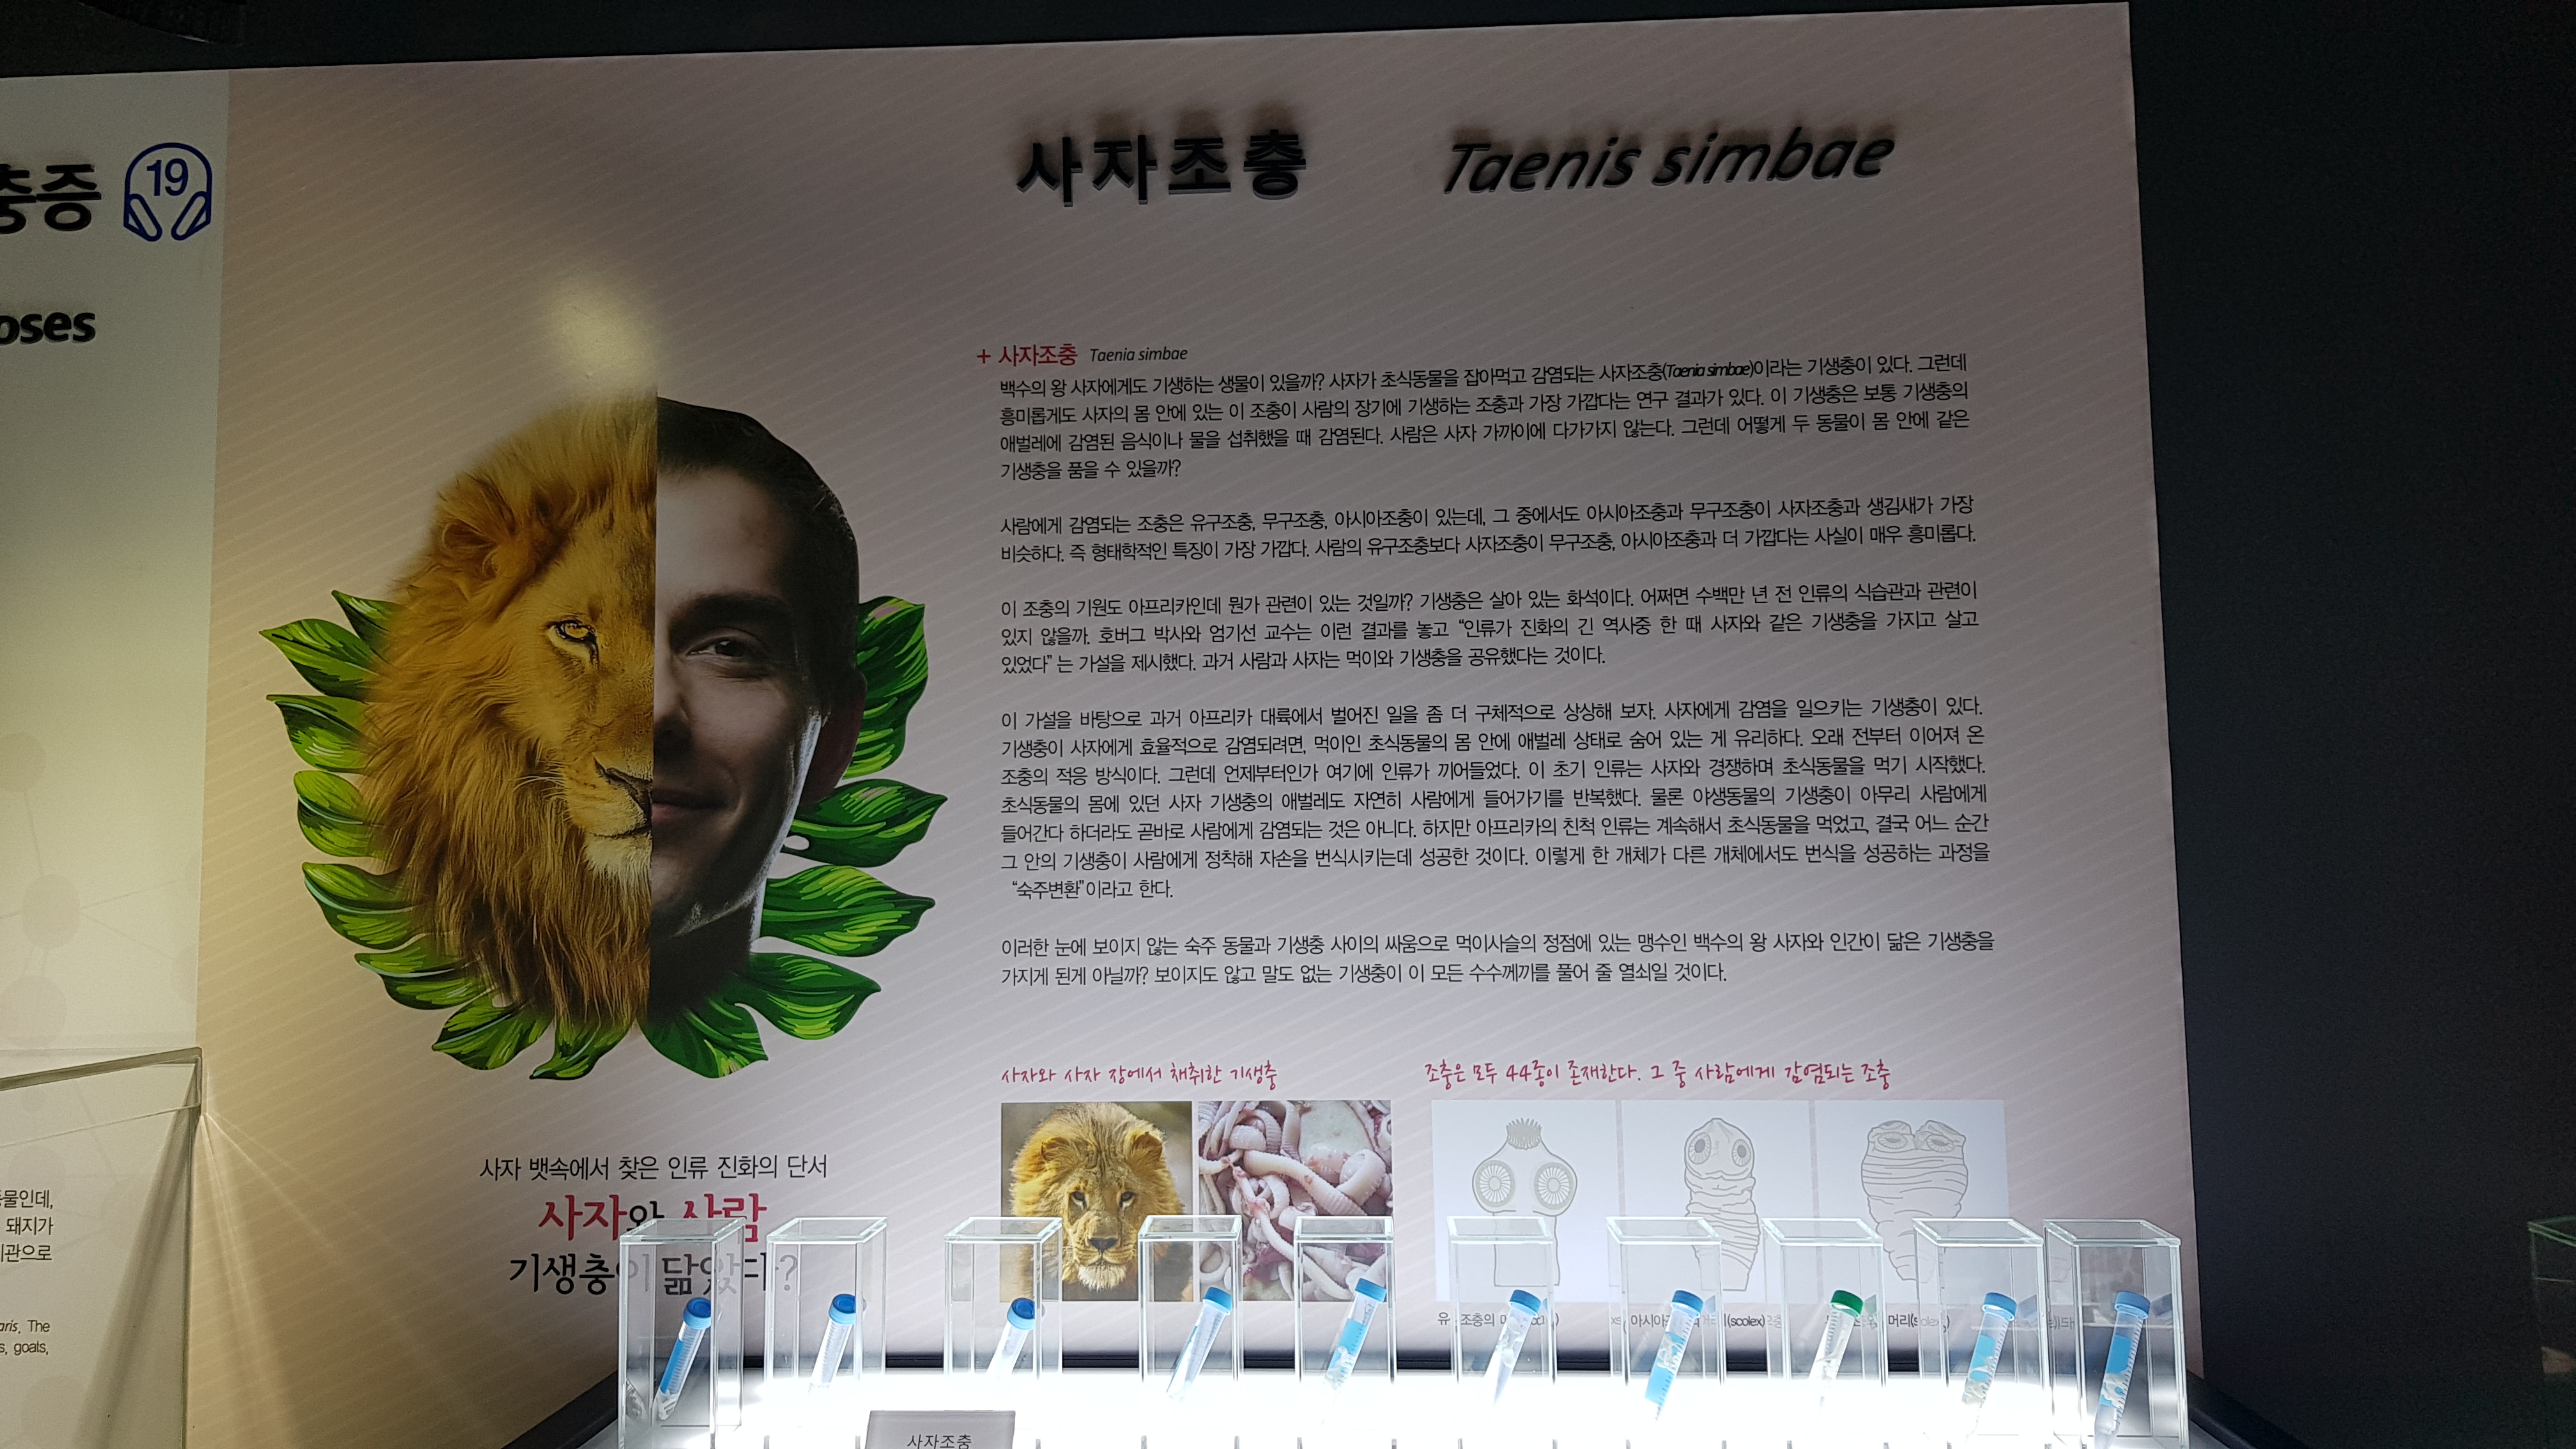 충증
19
oses
사자조충 Taenis simbae
+ 사자조충 Taenia simbae
백수의 왕 사자에게도 기생하는 생물이 있을까? 사자가 초식동물을 잡아먹고 감염되는 사자조충(Taenia simbae)이라는 기생충이 있다. 그런데
흥미롭게도 사자의 몸 안에 있는 이 조충이 사람의 장기에 기생하는 조충과 가장 가깝다는 연구 결과가 있다. 이 기생충은 보통 기생충의
애벌레에 감염된 음식이나 물을 섭취했을 때 감염된다. 사람은 사자 가까이에 다가가지 않는다. 그런데 어떻게 두 동물이 몸 안에 같은
기생충을 품을 수 있을까?
사람에게 감염되는 조충은 유구조충, 무구조충, 아시아조충이 있는데, 그 중에서도 아시아조충과 무구조충이 사자조충과 생김새가 가장
비슷하다. 즉 형태학적인 특징이 가장 가깝다. 사람의 유구조충보다 사자조충이 무구조충, 아시아조충과 더 가깝다는 사실이 매우 흥미롭다.
이 조충의 기원도 아프리카인데 뭔가 관련이 있는 것일까? 기생충은 살아 있는 화석이다. 어쩌면 수백만 년 전 인류의 식습관과 관련이
있지 않을까. 호버그 박사와 엄기선 교수는 이런 결과를 놓고 “인류가 진화의 긴 역사중 한 때 사자와 같은 기생충을 가지고 살고
있었다” 는 가설을 제시했다. 과거 사람과 사자는 먹이와 기생충을 공유했다는 것이다.
이 가설을 바탕으로 과거 아프리카 대륙에서 벌어진 일을 좀 더 구체적으로 상상해 보자. 사자에게 감염을 일으키는 기생충이 있다.
기생충이 사자에게 효율적으로 감염되려면, 먹이인 초식동물의 몸 안에 애벌레 상태로 숨어 있는 게 유리하다. 오래 전부터 이어져 온
조충의 적응 방식이다. 그런데 언제부터인가 여기에 인류가 끼어들었다. 이 초기 인류는 사자와 경쟁하며 초식동물을 먹기 시작했다.
초식동물의 몸에 있던 사자 기생충의 애벌레도 자연히 사람에게 들어가기를 반복했다. 물론 야생동물의 기생충이 아무리 사람에게
들어간다 하더라도 곧바로 사람에게 감염되는 것은 아니다. 하지만 아프리카의 친척 인류는 계속해서 초식동물을 먹었고, 결국 어느 순간
그 안의 기생충이 사람에게 정착해 자손을 번식시키는데 성공한 것이다. 이렇게 한 개체가 다른 개체에서도 번식을 성공하는 과정을
“숙주변환”이라고 한다.
이러한 눈에 보이지 않는 숙주 동물과 기생충 사이의 싸움으로 먹이사슬의 정점에 있는 맹수인 백수의 왕 사자와 인간이 닮은 기생충을
가지게 된게 아닐까? 보이지도 않고 말도 없는 기생충이 이 모든 수수께끼를 풀어 줄 열쇠일 것이다.
사자와 사자 장에서 채취한 기생충
조충은 모두 44종이 존재한다. 그 중 사람에게 감염되는 조충
사자 뱃속에서 찾은 인류 진화의 단서
사자와 사람
기생충이 닮았다?
동물인데,
돼지가
기관으로
aris, The
s, goals,
조충의
아시아
(scolex)
머리
사자조충